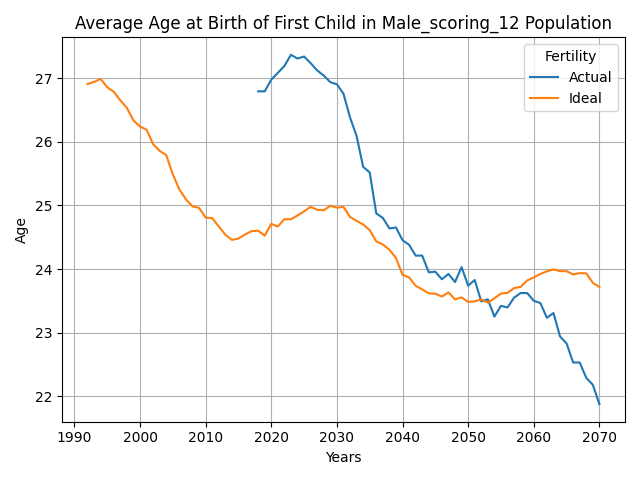 Average Age at Birth of First Child in Male_scoring_12 Population
Fertility
Actual
Ideal
Age
27
26
25
24
23
22
1990 2000 2010 2020 2030 2040 2050 2060 2070
Years